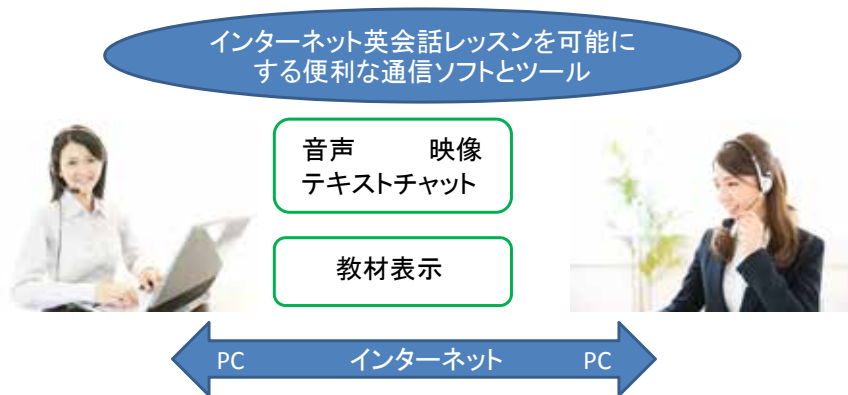 インターネット英会話レッスンを可能に
する便利な通信ソフトとツール
音声 映像
テキストチャット
教材表示
PC インターネット PC